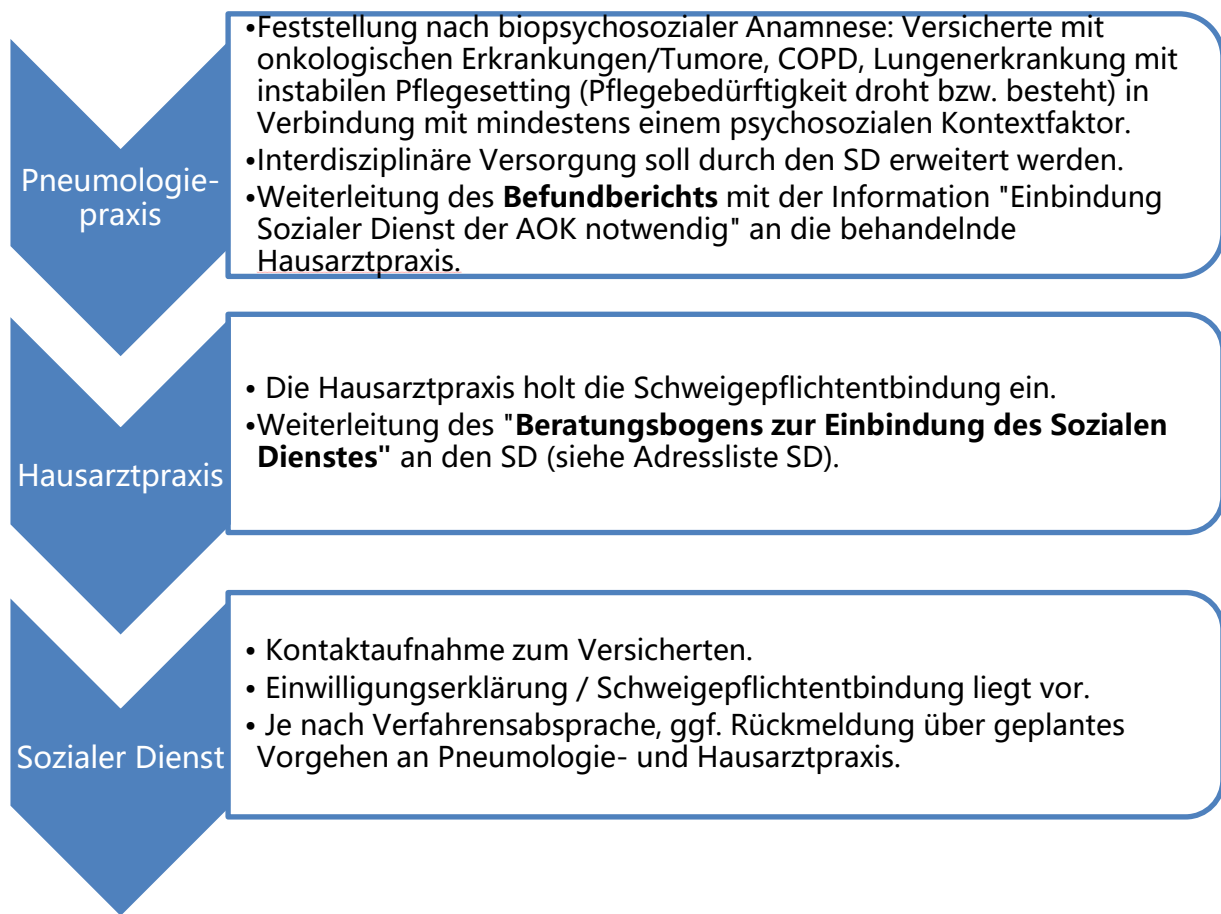 Pneumologie-
praxis
•Feststellung nach biopsychosozialer Anamnese: Versicherte mit
onkologischen Erkrankungen/Tumore, COPD, Lungenerkrankung mit
instabilen Pflegesetting (Pflegebedürftigkeit droht bzw. besteht) in
Verbindung mit mindestens einem psychosozialen Kontextfaktor.
•Interdisziplinäre Versorgung soll durch den SD erweitert werden.
•Weiterleitung des Befundberichts mit der Information "Einbindung
Sozialer Dienst der AOK notwendig" an die behandelnde
Hausarztpraxis.
Hausarztpraxis
• Die Hausarztpraxis holt die Schweigepflichtentbindung ein.
•Weiterleitung des "Beratungsbogens zur Einbindung des Sozialen
Dienstes" an den SD (siehe Adressliste SD).
Sozialer Dienst
• Kontaktaufnahme zum Versicherten.
• Einwilligungserklärung / Schweigepflichtentbindung liegt vor.
• Je nach Verfahrensabsprache, ggf. Rückmeldung über geplantes
Vorgehen an Pneumologie- und Hausarztpraxis.